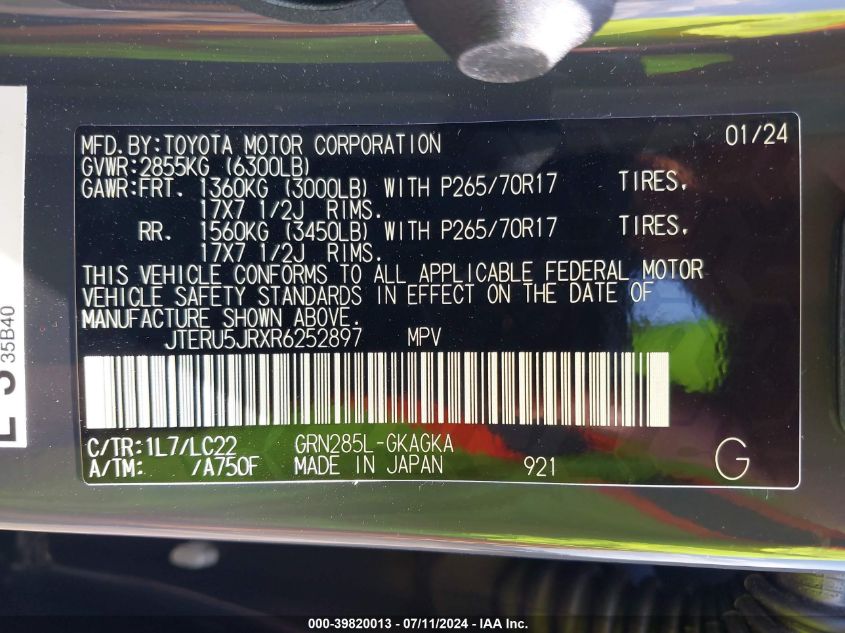 MFD.BY:TOYOTA MOTOR CORPORATION 01/24
GVWR:2855KG (6300LB)
GAWR:FRT. 1360KG (3000LB) WITH P265/70R17 TIRES,
17X7 1/2J RIMS.
RR. 1560KG (3450LB) WITH P265/70R17 TIRES,
17X7 1/2J RIMS.
THIS VEHICLE CONFORMS TO ALL APPLICABLE FEDERAL MOTOR
VEHICLE SAFETY STANDARDS IN EFFECT ON THE DATE OF
MANUFACTURE SHOWN ABOVE.
JTERU5JRXR6252897 MPV
C/TR:1L7/LC22 GRN285L-GKAGKA
A/TM: /A750F MADE IN JAPAN 921 G
35B40
000-39820013 - 07/11/2024 - IAA Inc.